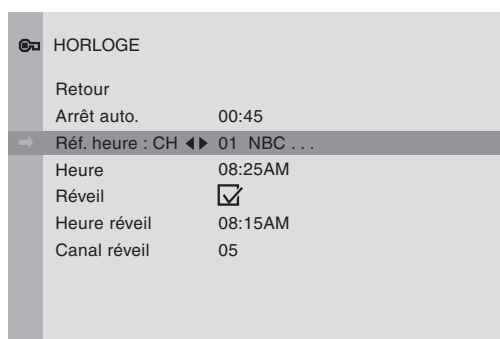 HORLOGE
Retour
Arrêt auto. 00:45
Réf. heure : CH 01 NBC . . .
Heure 08:25AM
Réveil
Heure réveil 08:15AM
Canal réveil 05